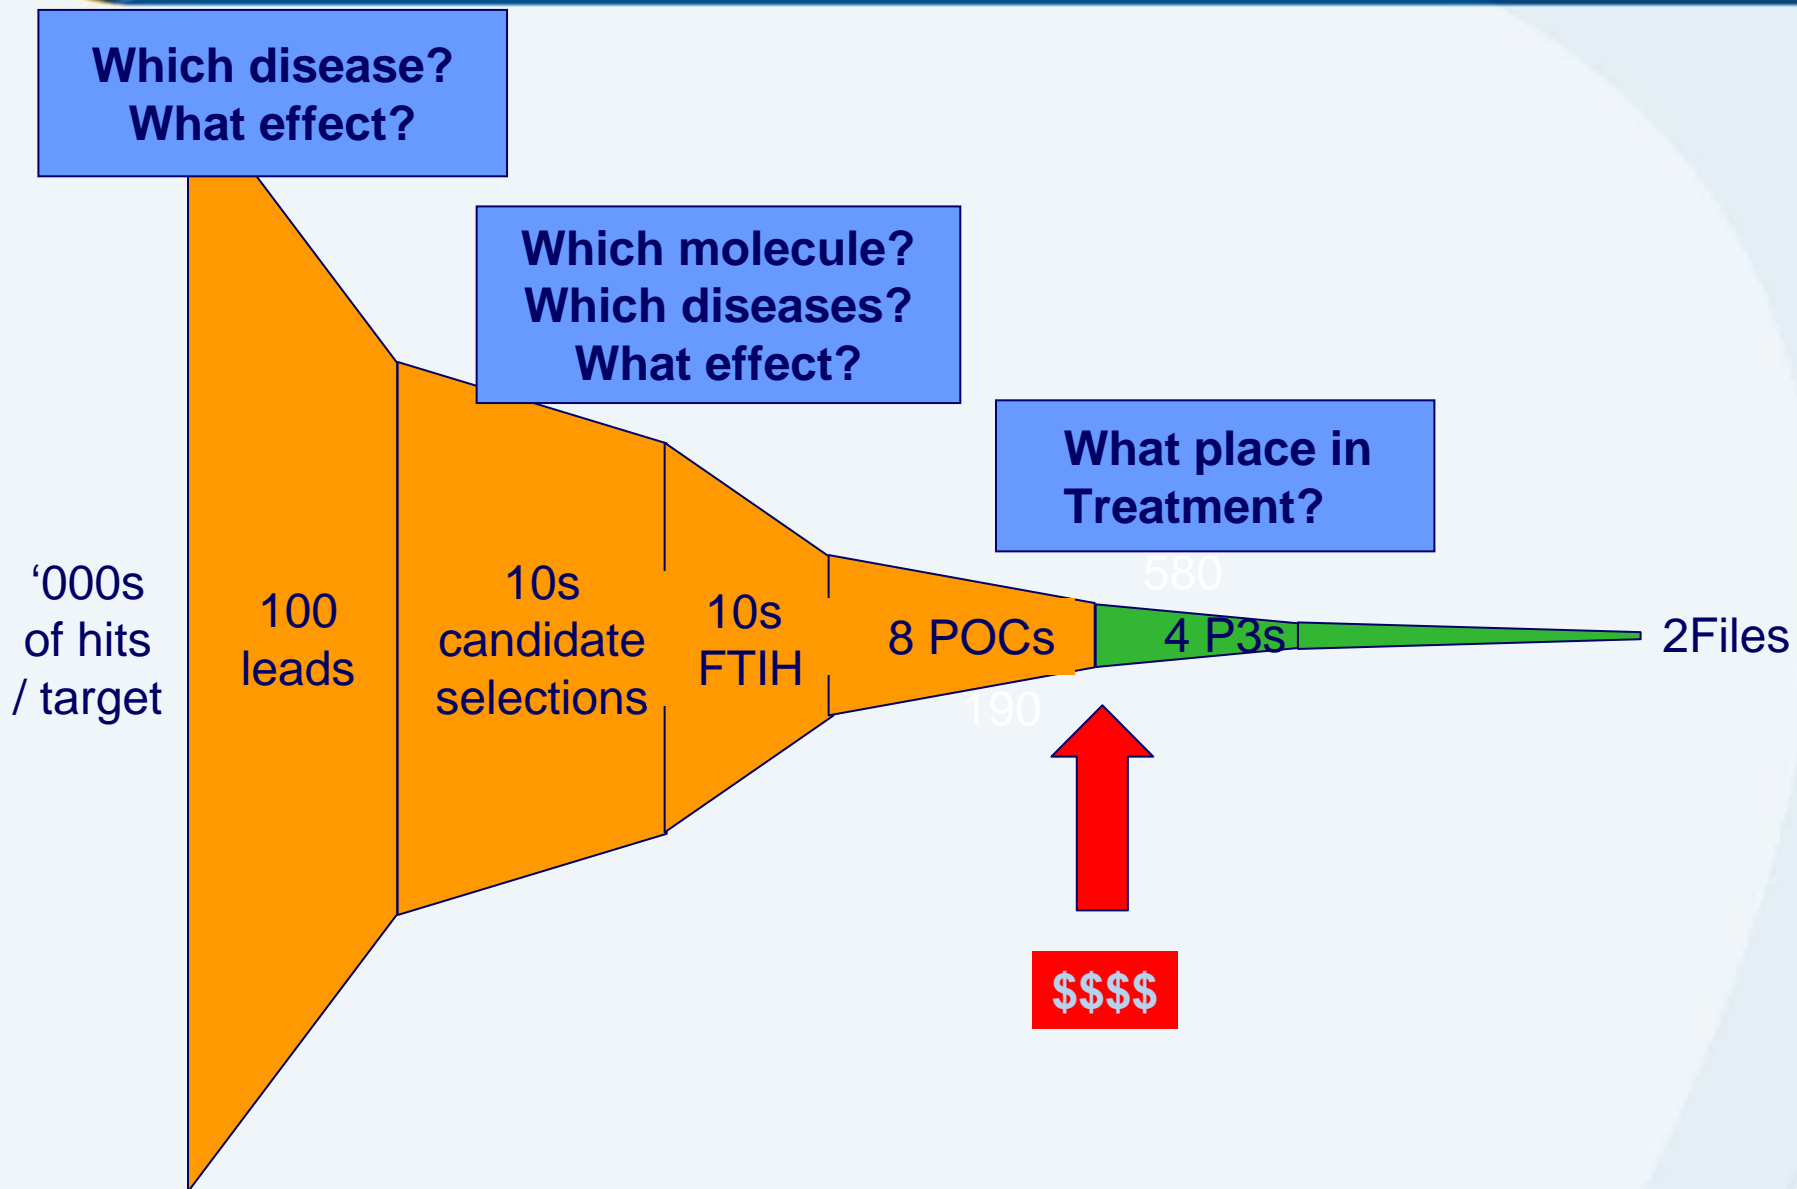 Which disease?
What effect?
Which molecule?
Which diseases?
What effect?
What place in
Treatment?
580
‘000s
of hits
/ target
100
leads
10s
candidate
selections
10s
FTIH
8 POCs
4 P3s
2Files
190
$$$$